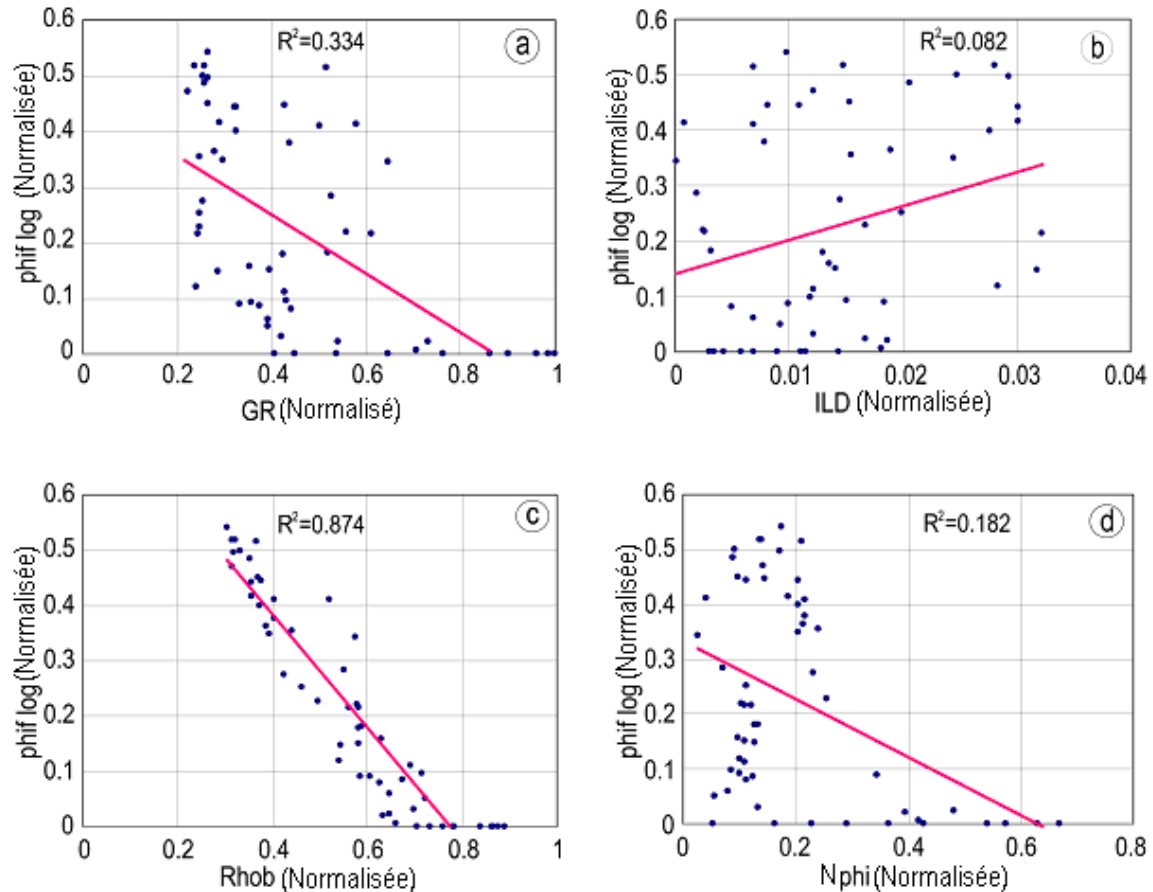 phif log (Normalisée)
0.6
0.5
0.4
0.3
0.2
0.1
0
R²=0.334
a
0 0.2 0.4 0.6 0.8 1
GR (Normalisé)
phif log (Normalisée)
0.6
0.5
0.4
0.3
0.2
0.1
0
R²=0.082
b
0 0.01 0.02 0.03 0.04
ILD (Normalisée)
phif log (Normalisée)
0.6
0.5
0.4
0.3
0.2
0.1
0
R²=0.874
c
0 0.2 0.4 0.6 0.8 1
Rhob (Normalisée)
phif log (Normalisée)
0.6
0.5
0.4
0.3
0.2
0.1
0
R²=0.182
d
0 0.2 0.4 0.6 0.8
Nphi (Normalisée)